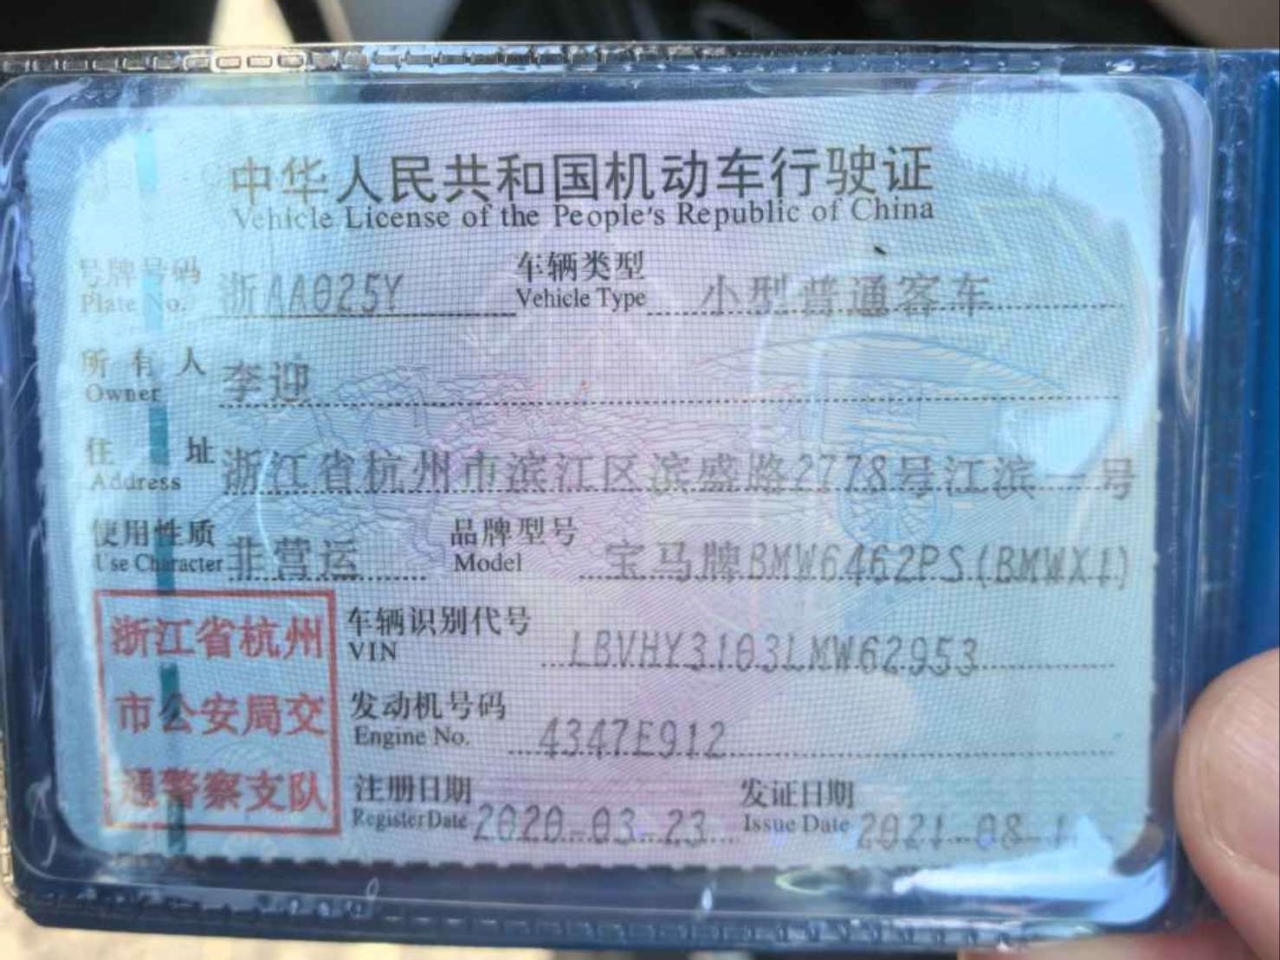 中华人民共和国机动车行驶证
Vehicle License of the People's Republic of China
号牌号码 浙AA025Y 车辆类型 小型普通客车
Plate No. Vehicle Type
所有人 李迎
Owner
住址 浙江省杭州市滨江区滨盛路2778号江滨一号
Address
使用性质 非营运 品牌型号 宝马牌BMW6462PS(BMWX1)
Use Character Model
浙江省杭州
市公安局交
通警察支队
车辆识别代号 LBVHY3103LMW62953
VIN
发动机号码 4347E912
Engine No.
注册日期 2020-03-23 发证日期 2021-08-
Register Date Issue Date